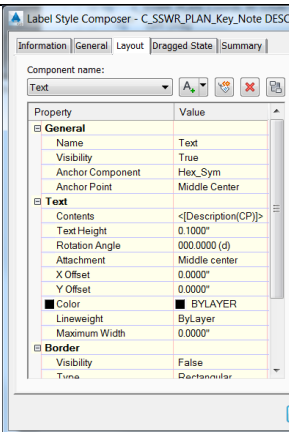 Label Style Composer - C_SSWR_PLAN_Key_Note DESC
Information General Layout Dragged State Summary
Component name:
Text
Property Value
General
Name Text
Visibility True
Anchor Component Hex_Sym
Anchor Point Middle Center
Text
Contents <[Description(CP)]>
Text Height 0.1000"
Rotation Angle 000.0000 (d)
Attachment Middle center
X Offset 0.0000"
Y Offset 0.0000"
Color BYLAYER
Lineweight ByLayer
Maximum Width 0.0000"
Border
Visibility False
Type Rectangular